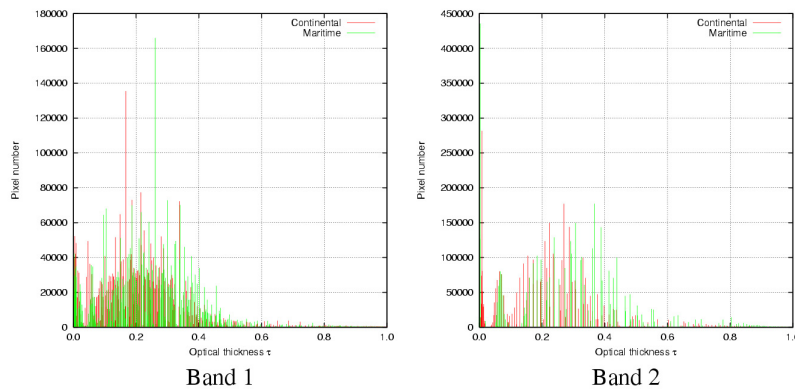 180000
160000
140000
120000
100000
80000
60000
40000
20000
0
0.0 0.2 0.4 0.6 0.8 1.0
Pixel number
Optical thickness τ
Continental
Maritime
Band 1
450000
400000
350000
300000
250000
200000
150000
100000
50000
0
0.0 0.2 0.4 0.6 0.8 1.0
Pixel number
Optical thickness τ
Continental
Maritime
Band 2